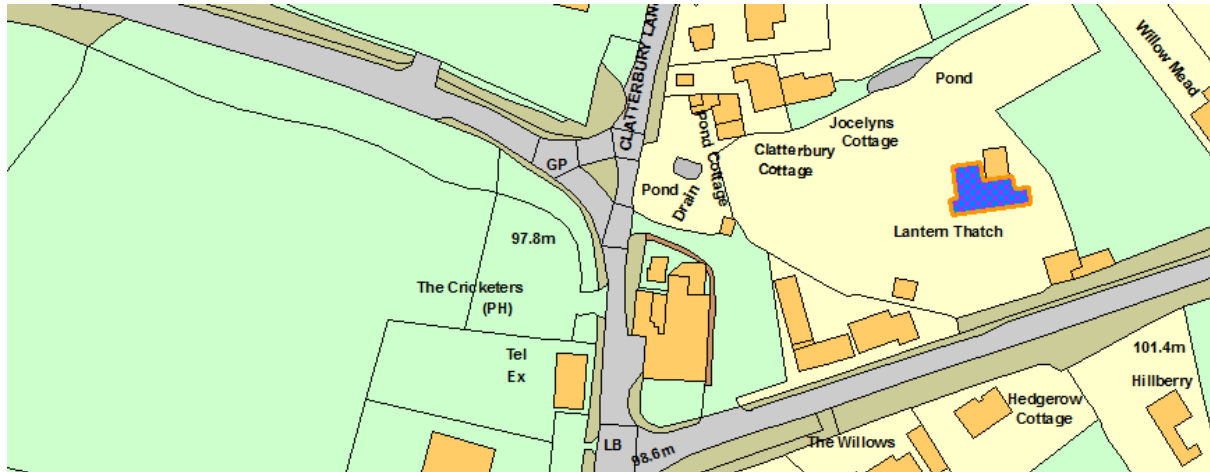 CLATTERBURY LAN
Willow Mead
Pond
Jocelyns
Cottage
Pond Cottage
Clatterbury
Cottage
GP
Pond
Drain
Lantern Thatch
97.8m
The Cricketers
(PH)
Tel
Ex
101.4m
Hillberry
Hedgerow
Cottage
The Willows
LB
98.6m